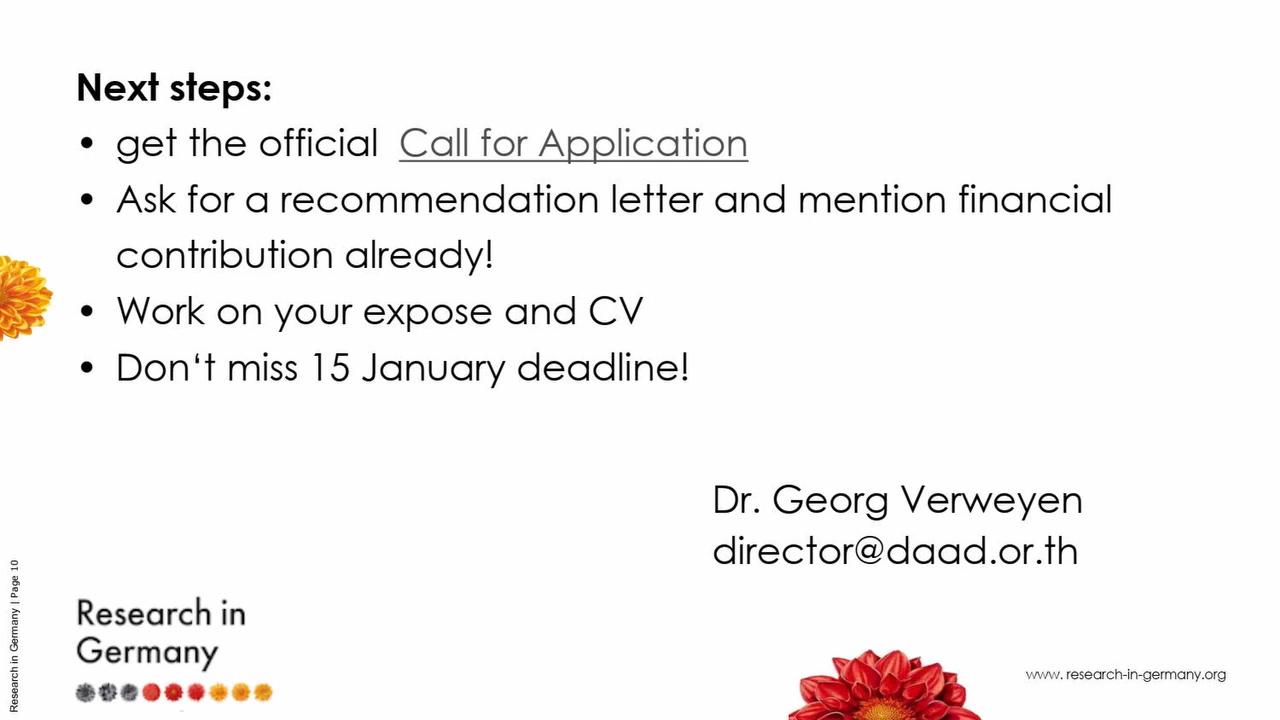 Next steps:
• get the official Call for Application
• Ask for a recommendation letter and mention financial
contribution already!
• Work on your expose and CV
• Don‘t miss 15 January deadline!
Dr. Georg Verweyen
director@daad.or.th
Research in Germany | Page 10
Research in
Germany
www. research-in-germany.org